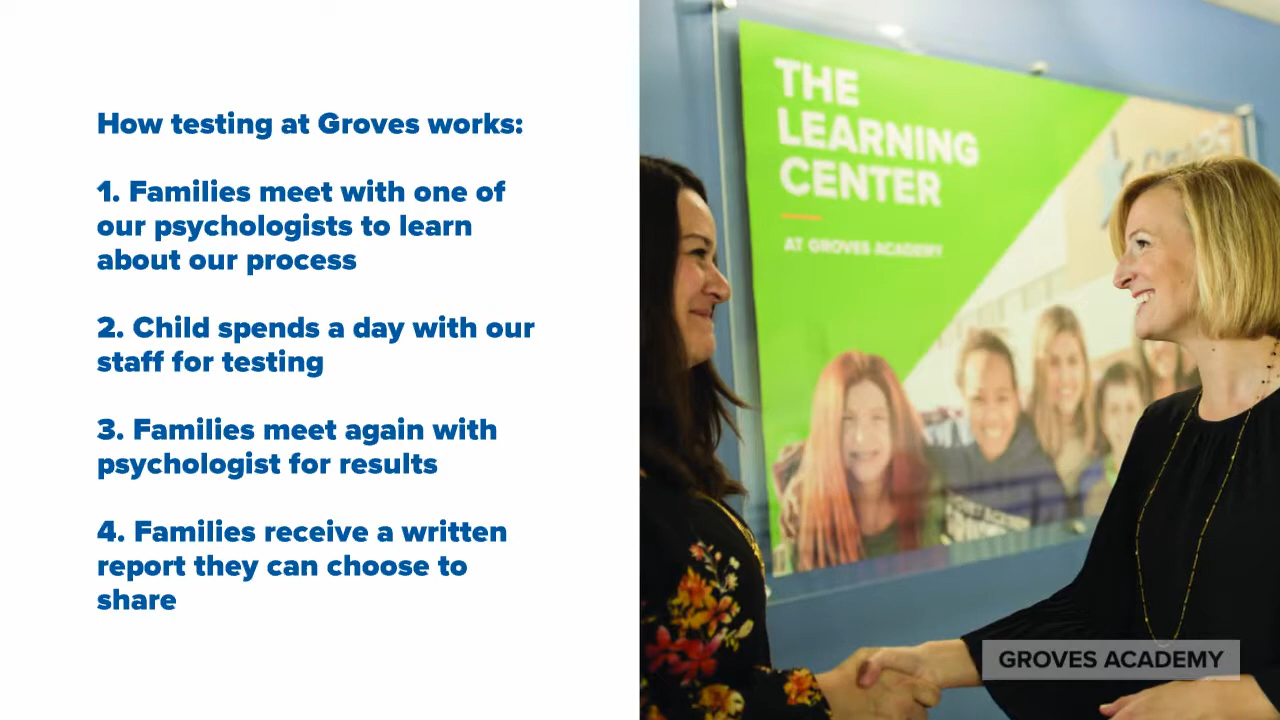 How testing at Groves works:
1. Families meet with one of
our psychologists to learn
about our process
2. Child spends a day with our
staff for testing
3. Families meet again with
psychologist for results
4. Families receive a written
report they can choose to
share
THE
LEARNING
CENTER
AT GROVES ACADEMY
GROVES
GROVES ACADEMY